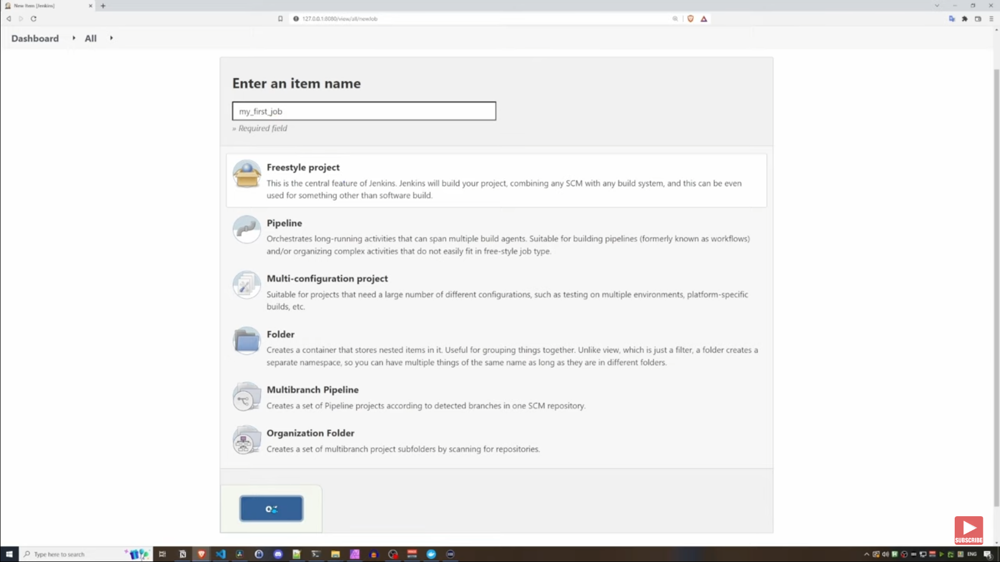 New Item [Jenkins]
127.0.0.1:8080/view/all/newJob
Dashboard
All
Enter an item name
my_first_job
» Required field
Freestyle project
This is the central feature of Jenkins. Jenkins will build your project, combining any SCM with any build system, and this can be even
used for something other than software build.
Pipeline
Orchestrates long-running activities that can span multiple build agents. Suitable for building pipelines (formerly known as workflows)
and/or organizing complex activities that do not easily fit in free-style job type.
Multi-configuration project
Suitable for projects that need a large number of different configurations, such as testing on multiple environments, platform-specific
builds, etc.
Folder
Creates a container that stores nested items in it. Useful for grouping things together. Unlike view, which is just a filter, a folder creates a
separate namespace, so you can have multiple things of the same name as long as they are in different folders.
Multibranch Pipeline
Creates a set of Pipeline projects according to detected branches in one SCM repository.
Organization Folder
Creates a set of multibranch project subfolders by scanning for repositories.
OK
SUBSCRIBE
Type here to search
ENG